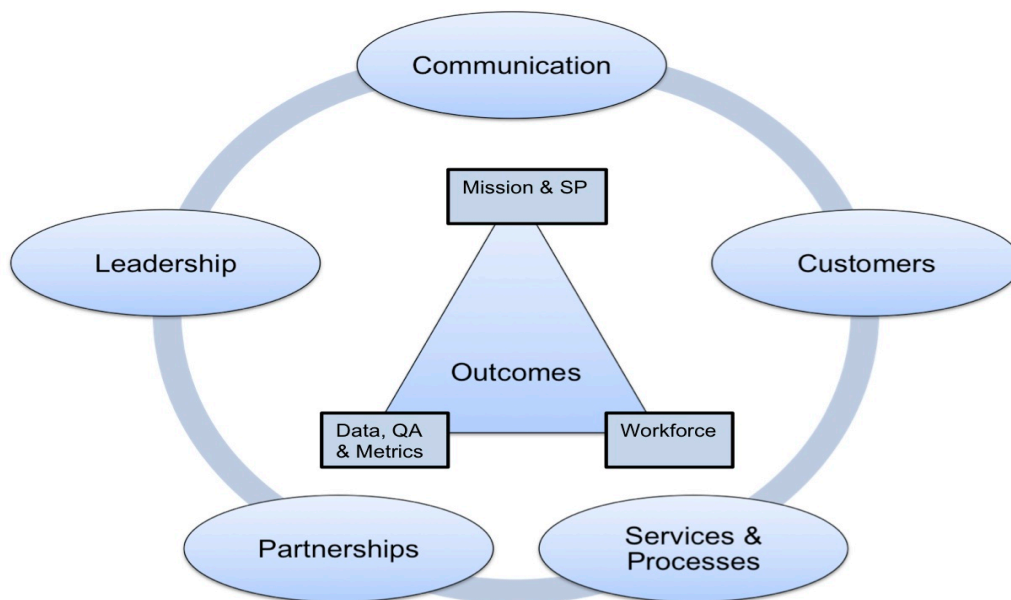 Communication
Mission & SP
Leadership
Customers
Outcomes
Data, QA
& Metrics
Workforce
Partnerships
Services &
Processes